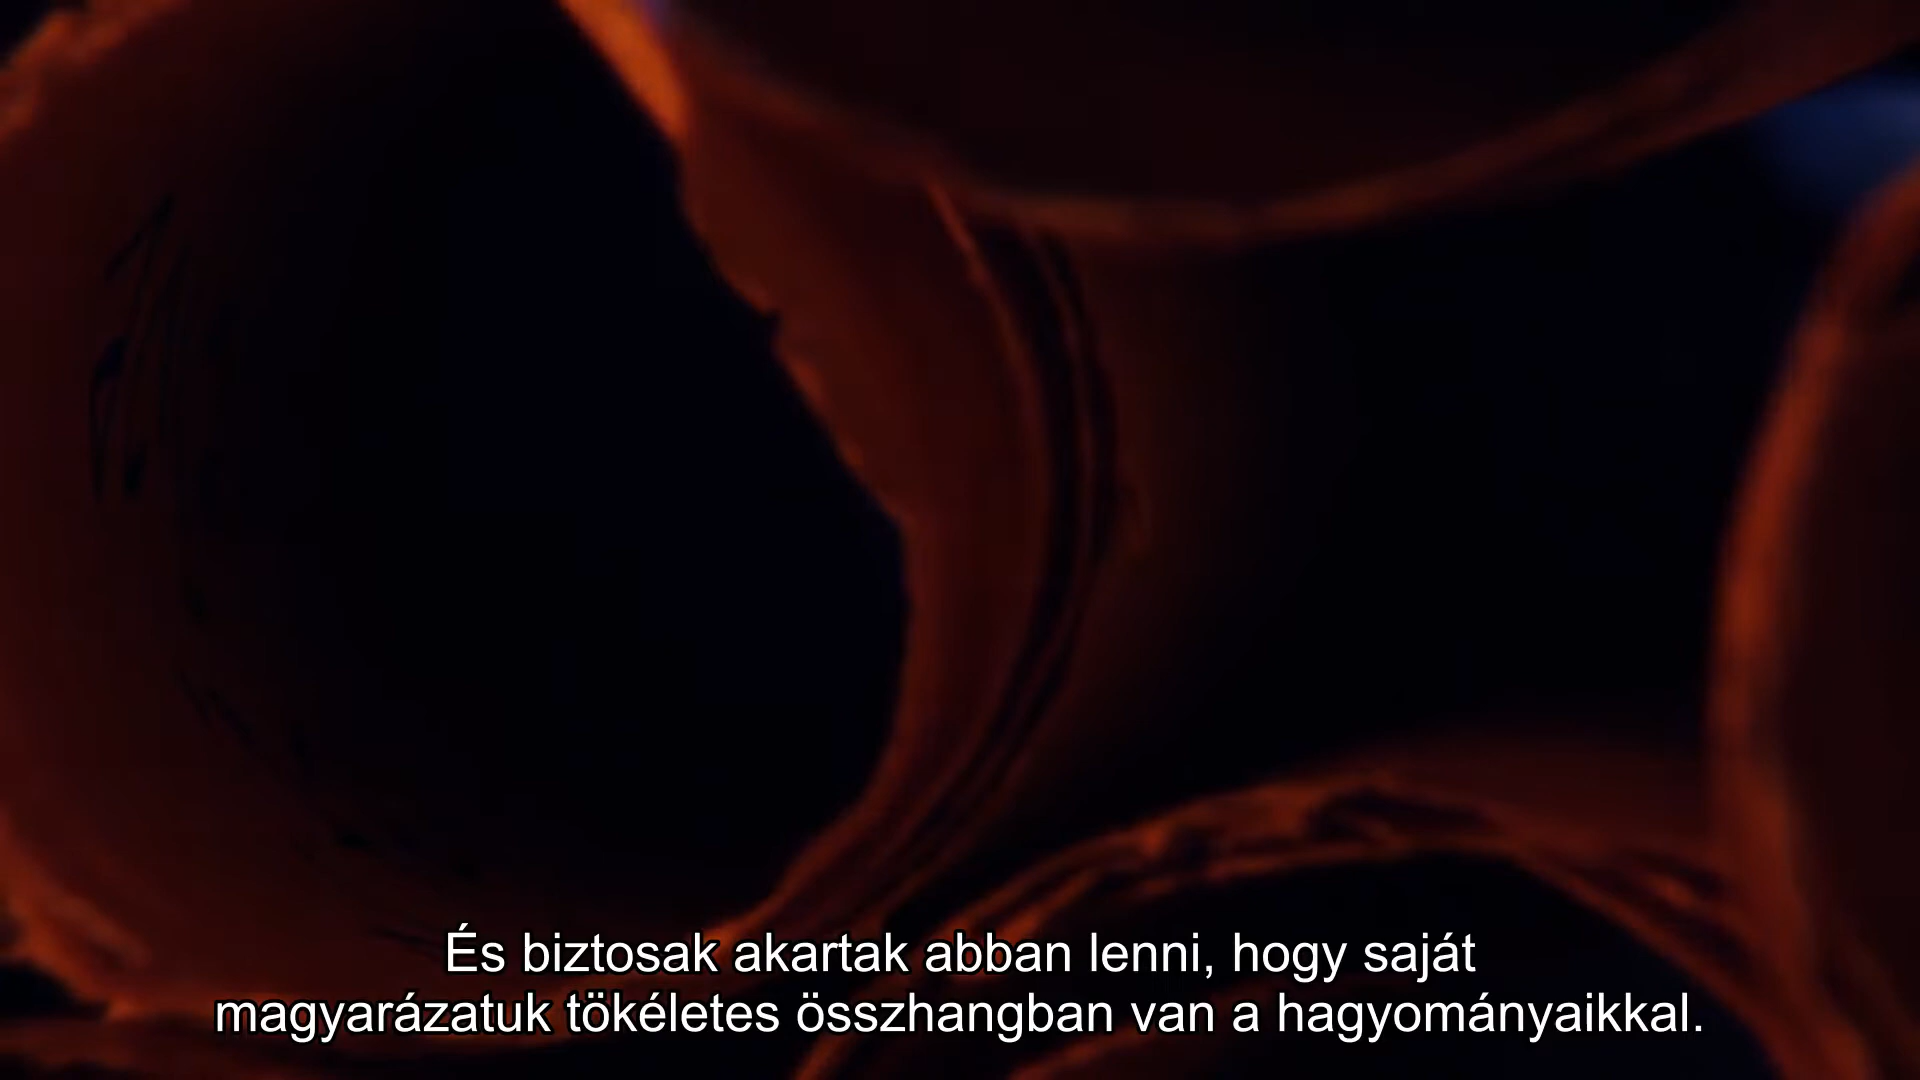 És biztosak akartak abban lenni, hogy saját
magyarázatuk tökéletes összhangban van a hagyományaikkal.